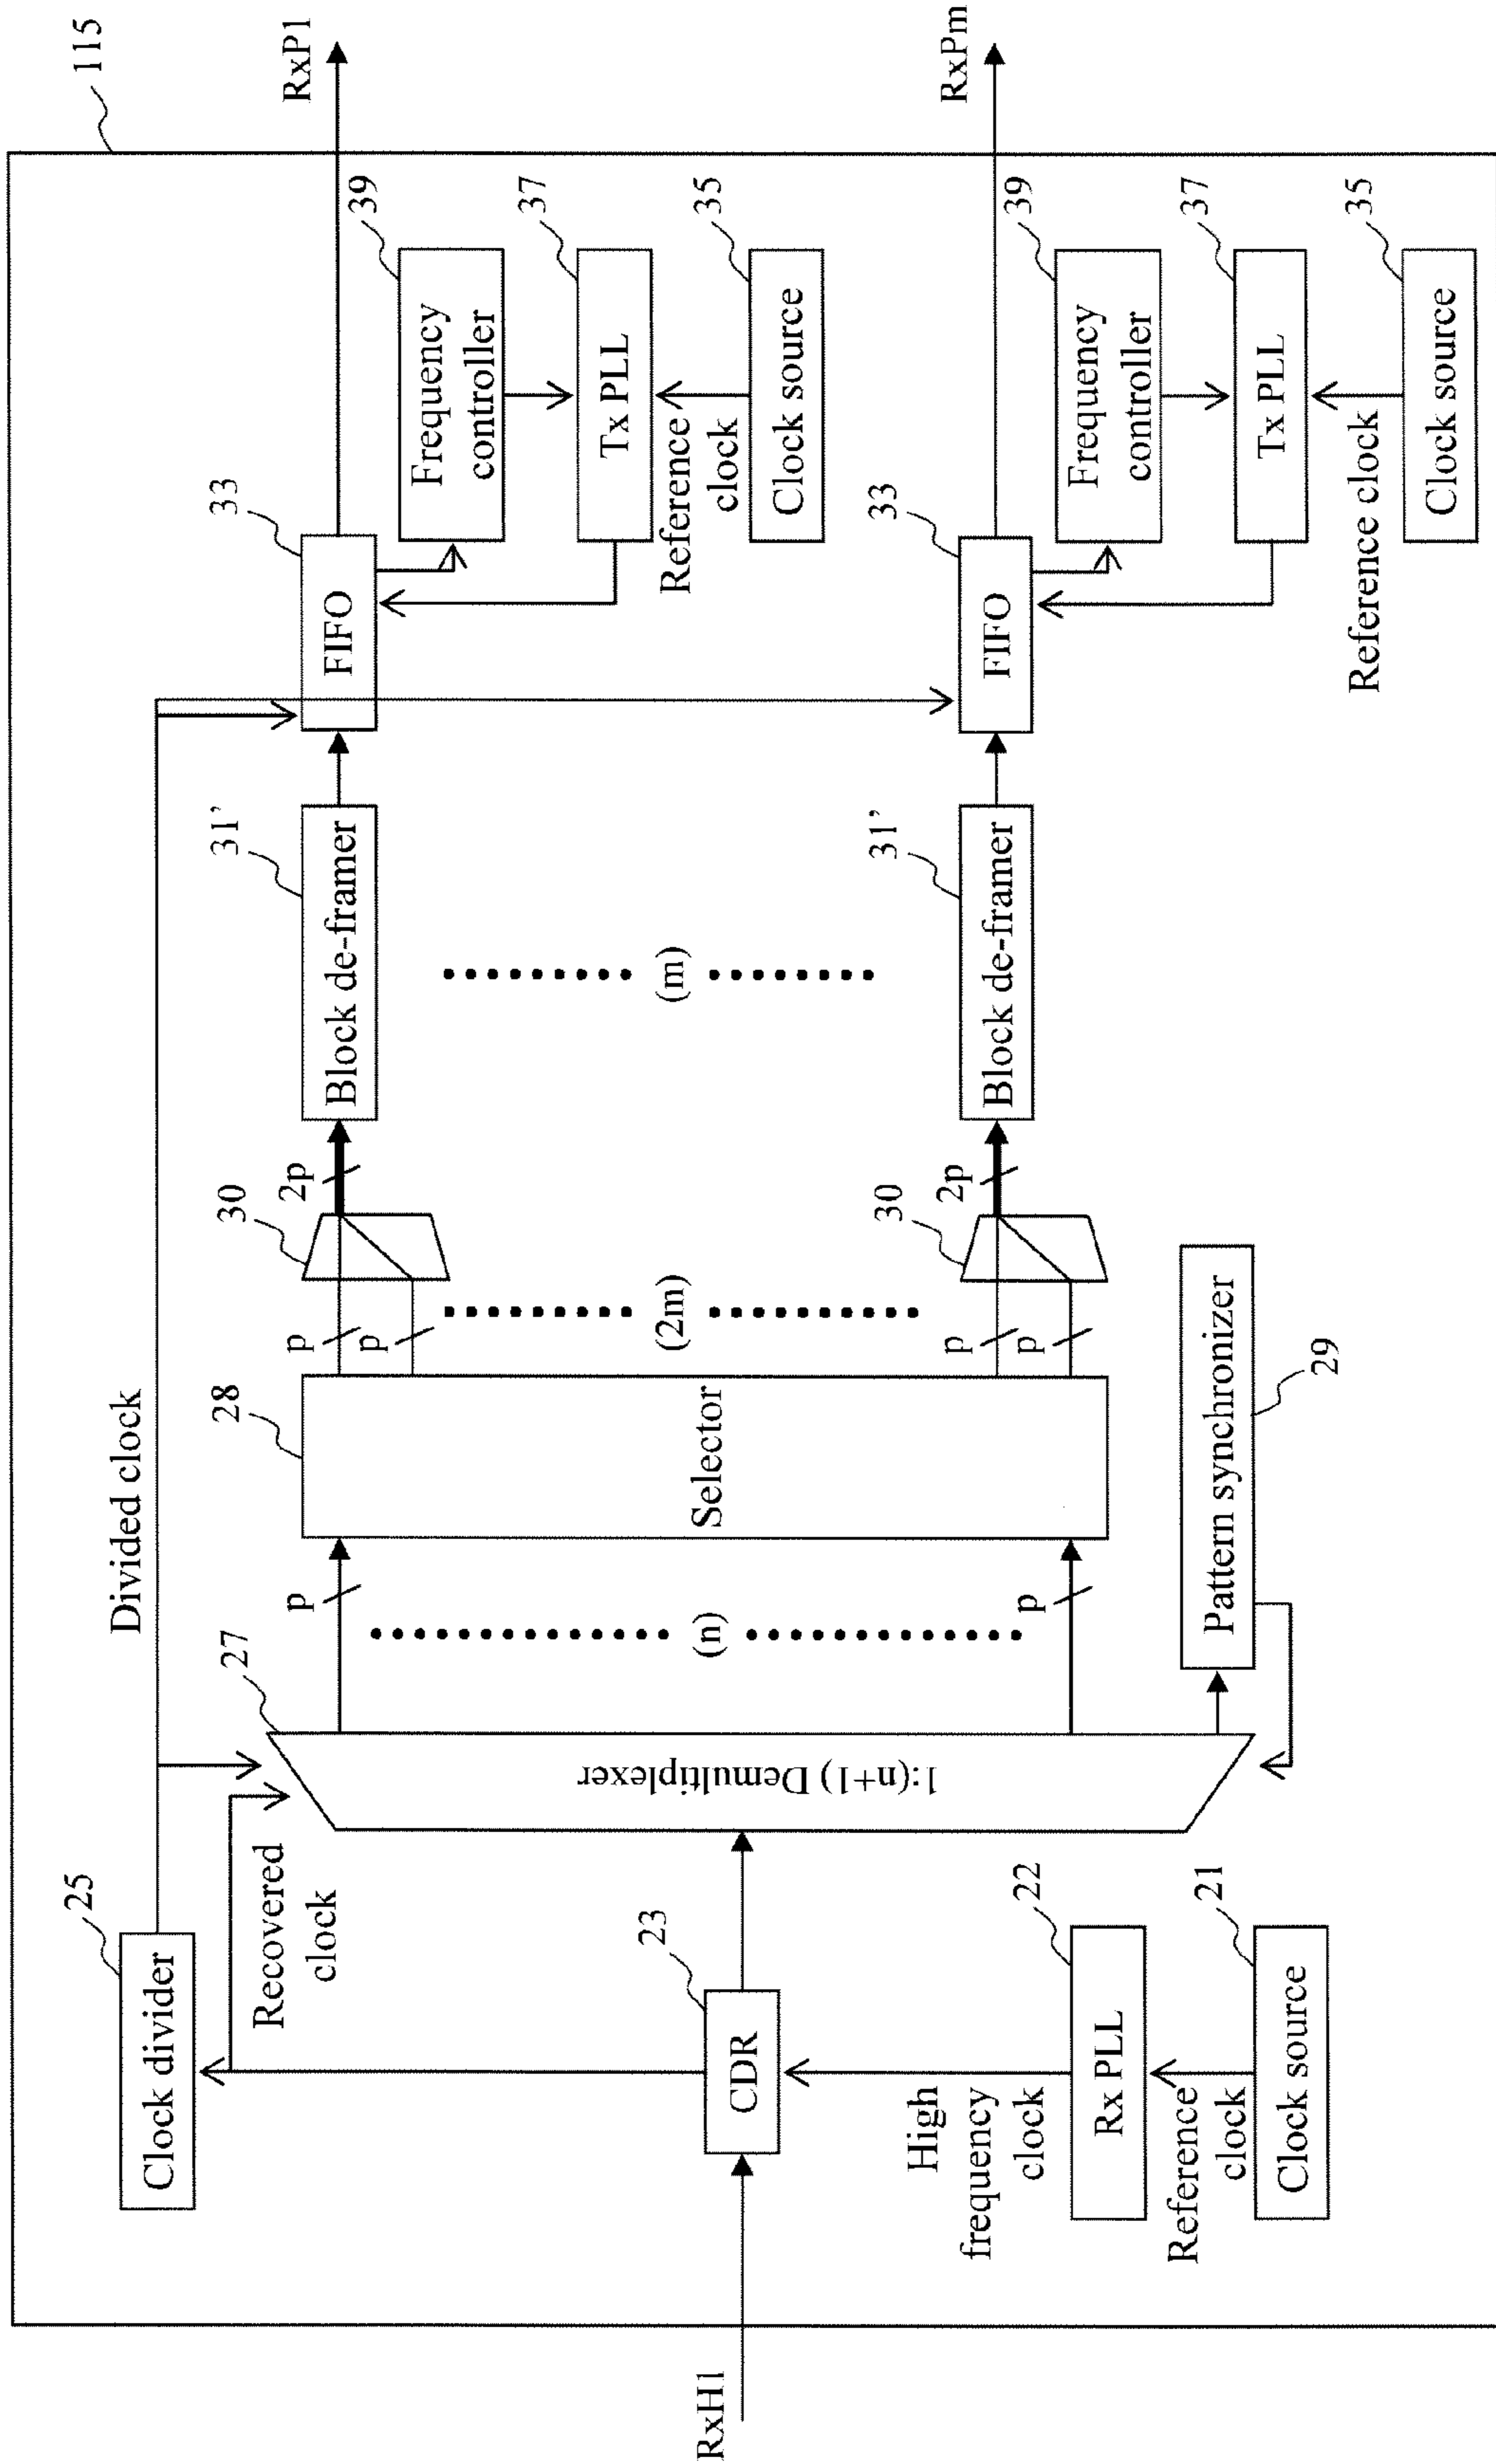 115
Divided clock
25
Clock divider
Recovered
clock
RxH1
23
CDR
High
frequency
clock
22
Rx PLL
Reference
clock
21
Clock source
27
1:(n+1) Demultiplexer
p
(n)
p
28
Selector
29
Pattern synchronizer
p
p
(2m)
p
p
30
2p
30
2p
31'
Block de-framer
(m)
31'
Block de-framer
33
FIFO
RxP1
39
Frequency
controller
37
Tx PLL
Reference
clock
35
Clock source
33
FIFO
RxPm
39
Frequency
controller
37
Tx PLL
Reference clock
35
Clock source